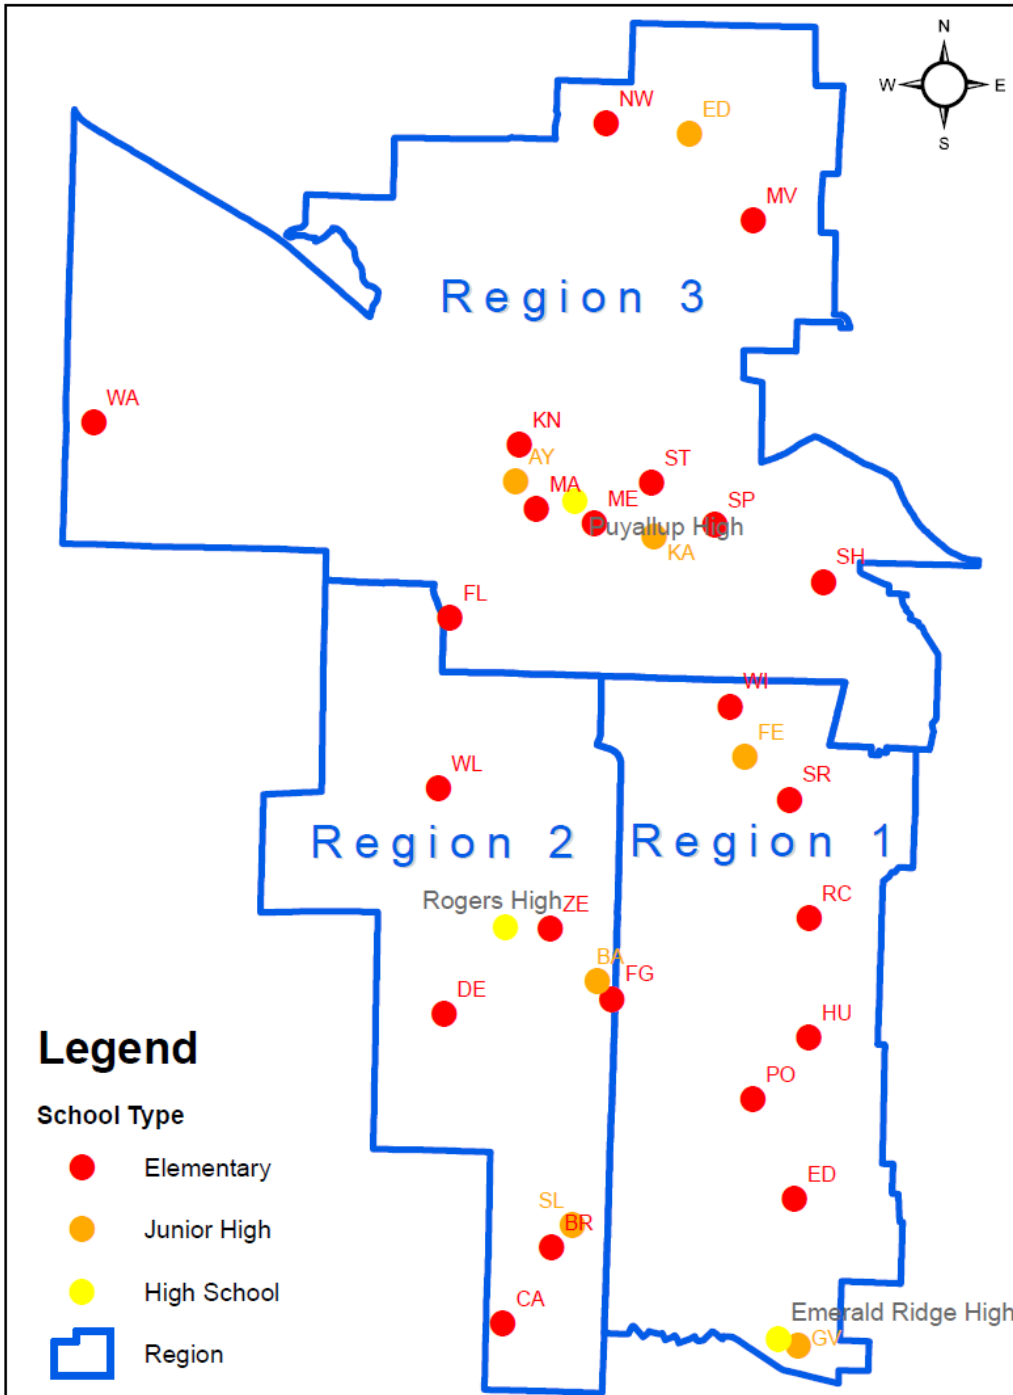 N
W E
S
NW
ED
MV
Region 3
WA
KN
AY
ST
MA
ME
SP
Puyallup High
KA
SH
FL
WI
FE
WL
SR
Region 2
Region 1
RC
Rogers High
ZE
BA
FG
DE
HU
PO
ED
SL
BR
CA
Emerald Ridge High
GV
Legend
School Type
Elementary
Junior High
High School
Region